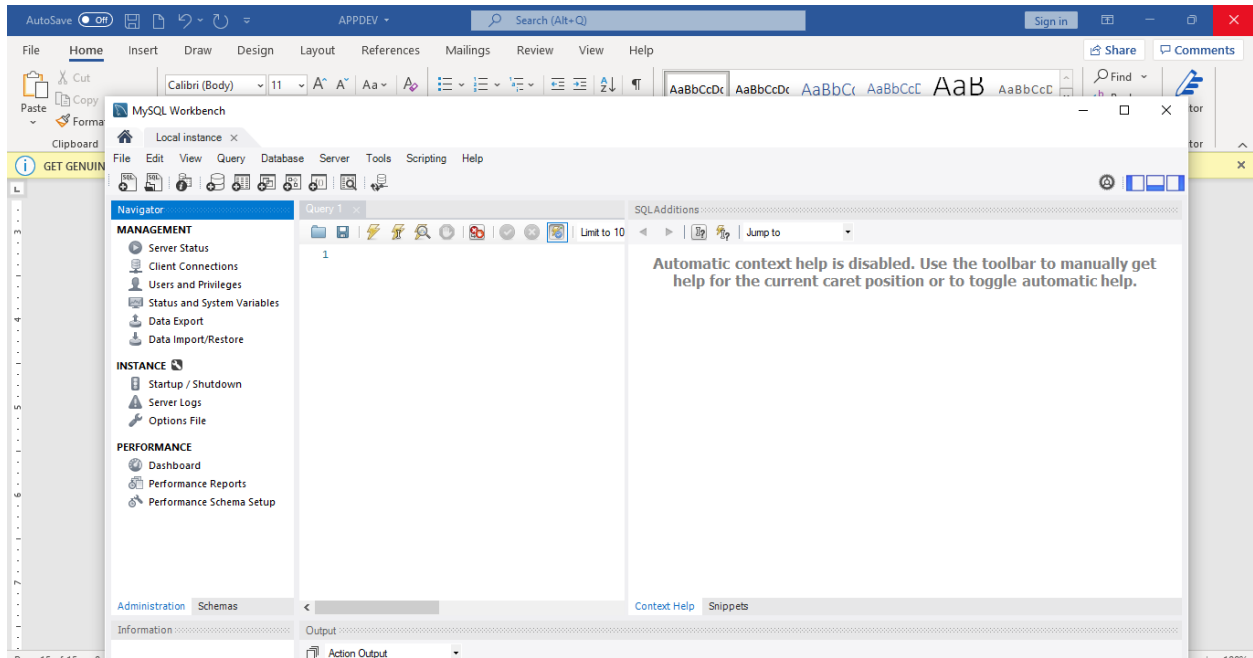 AutoSave Off APPDEV Search (Alt+Q) Sign in
File Home Insert Draw Design Layout References Mailings Review View Help Share Comments
Cut
Copy
Paste
Forma
Clipboard
Calibri (Body) 11 Aa
AaBbCcDc AaBbCcDc AaBbC( AaBbCcE AaB AaBbCcC
Find
tor
tor
GET GENUIN
MySQL Workbench
Local instance
File Edit View Query Database Server Tools Scripting Help
Navigator
MANAGEMENT
Server Status
Client Connections
Users and Privileges
Status and System Variables
Data Export
Data Import/Restore
INSTANCE
Startup / Shutdown
Server Logs
Options File
PERFORMANCE
Dashboard
Performance Reports
Performance Schema Setup
Administration Schemas
Information
Query 1
Limit to 10
1
Output
Action Output
SQLAdditions
Jump to
Automatic context help is disabled. Use the toolbar to manually get
help for the current caret position or to toggle automatic help.
Context Help Snippets